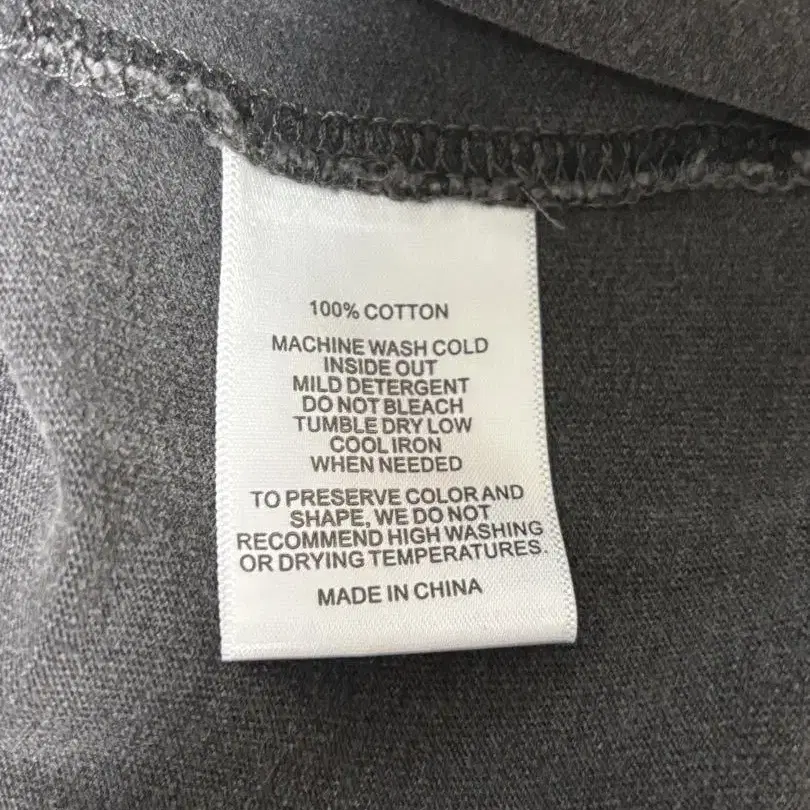 100% COTTON
MACHINE WASH COLD
INSIDE OUT
MILD DETERGENT
DO NOT BLEACH
TUMBLE DRY LOW
COOL IRON
WHEN NEEDED
TO PRESERVE COLOR AND
SHAPE, WE DO NOT
RECOMMEND HIGH WASHING
OR DRYING TEMPERATURES.
MADE IN CHINA